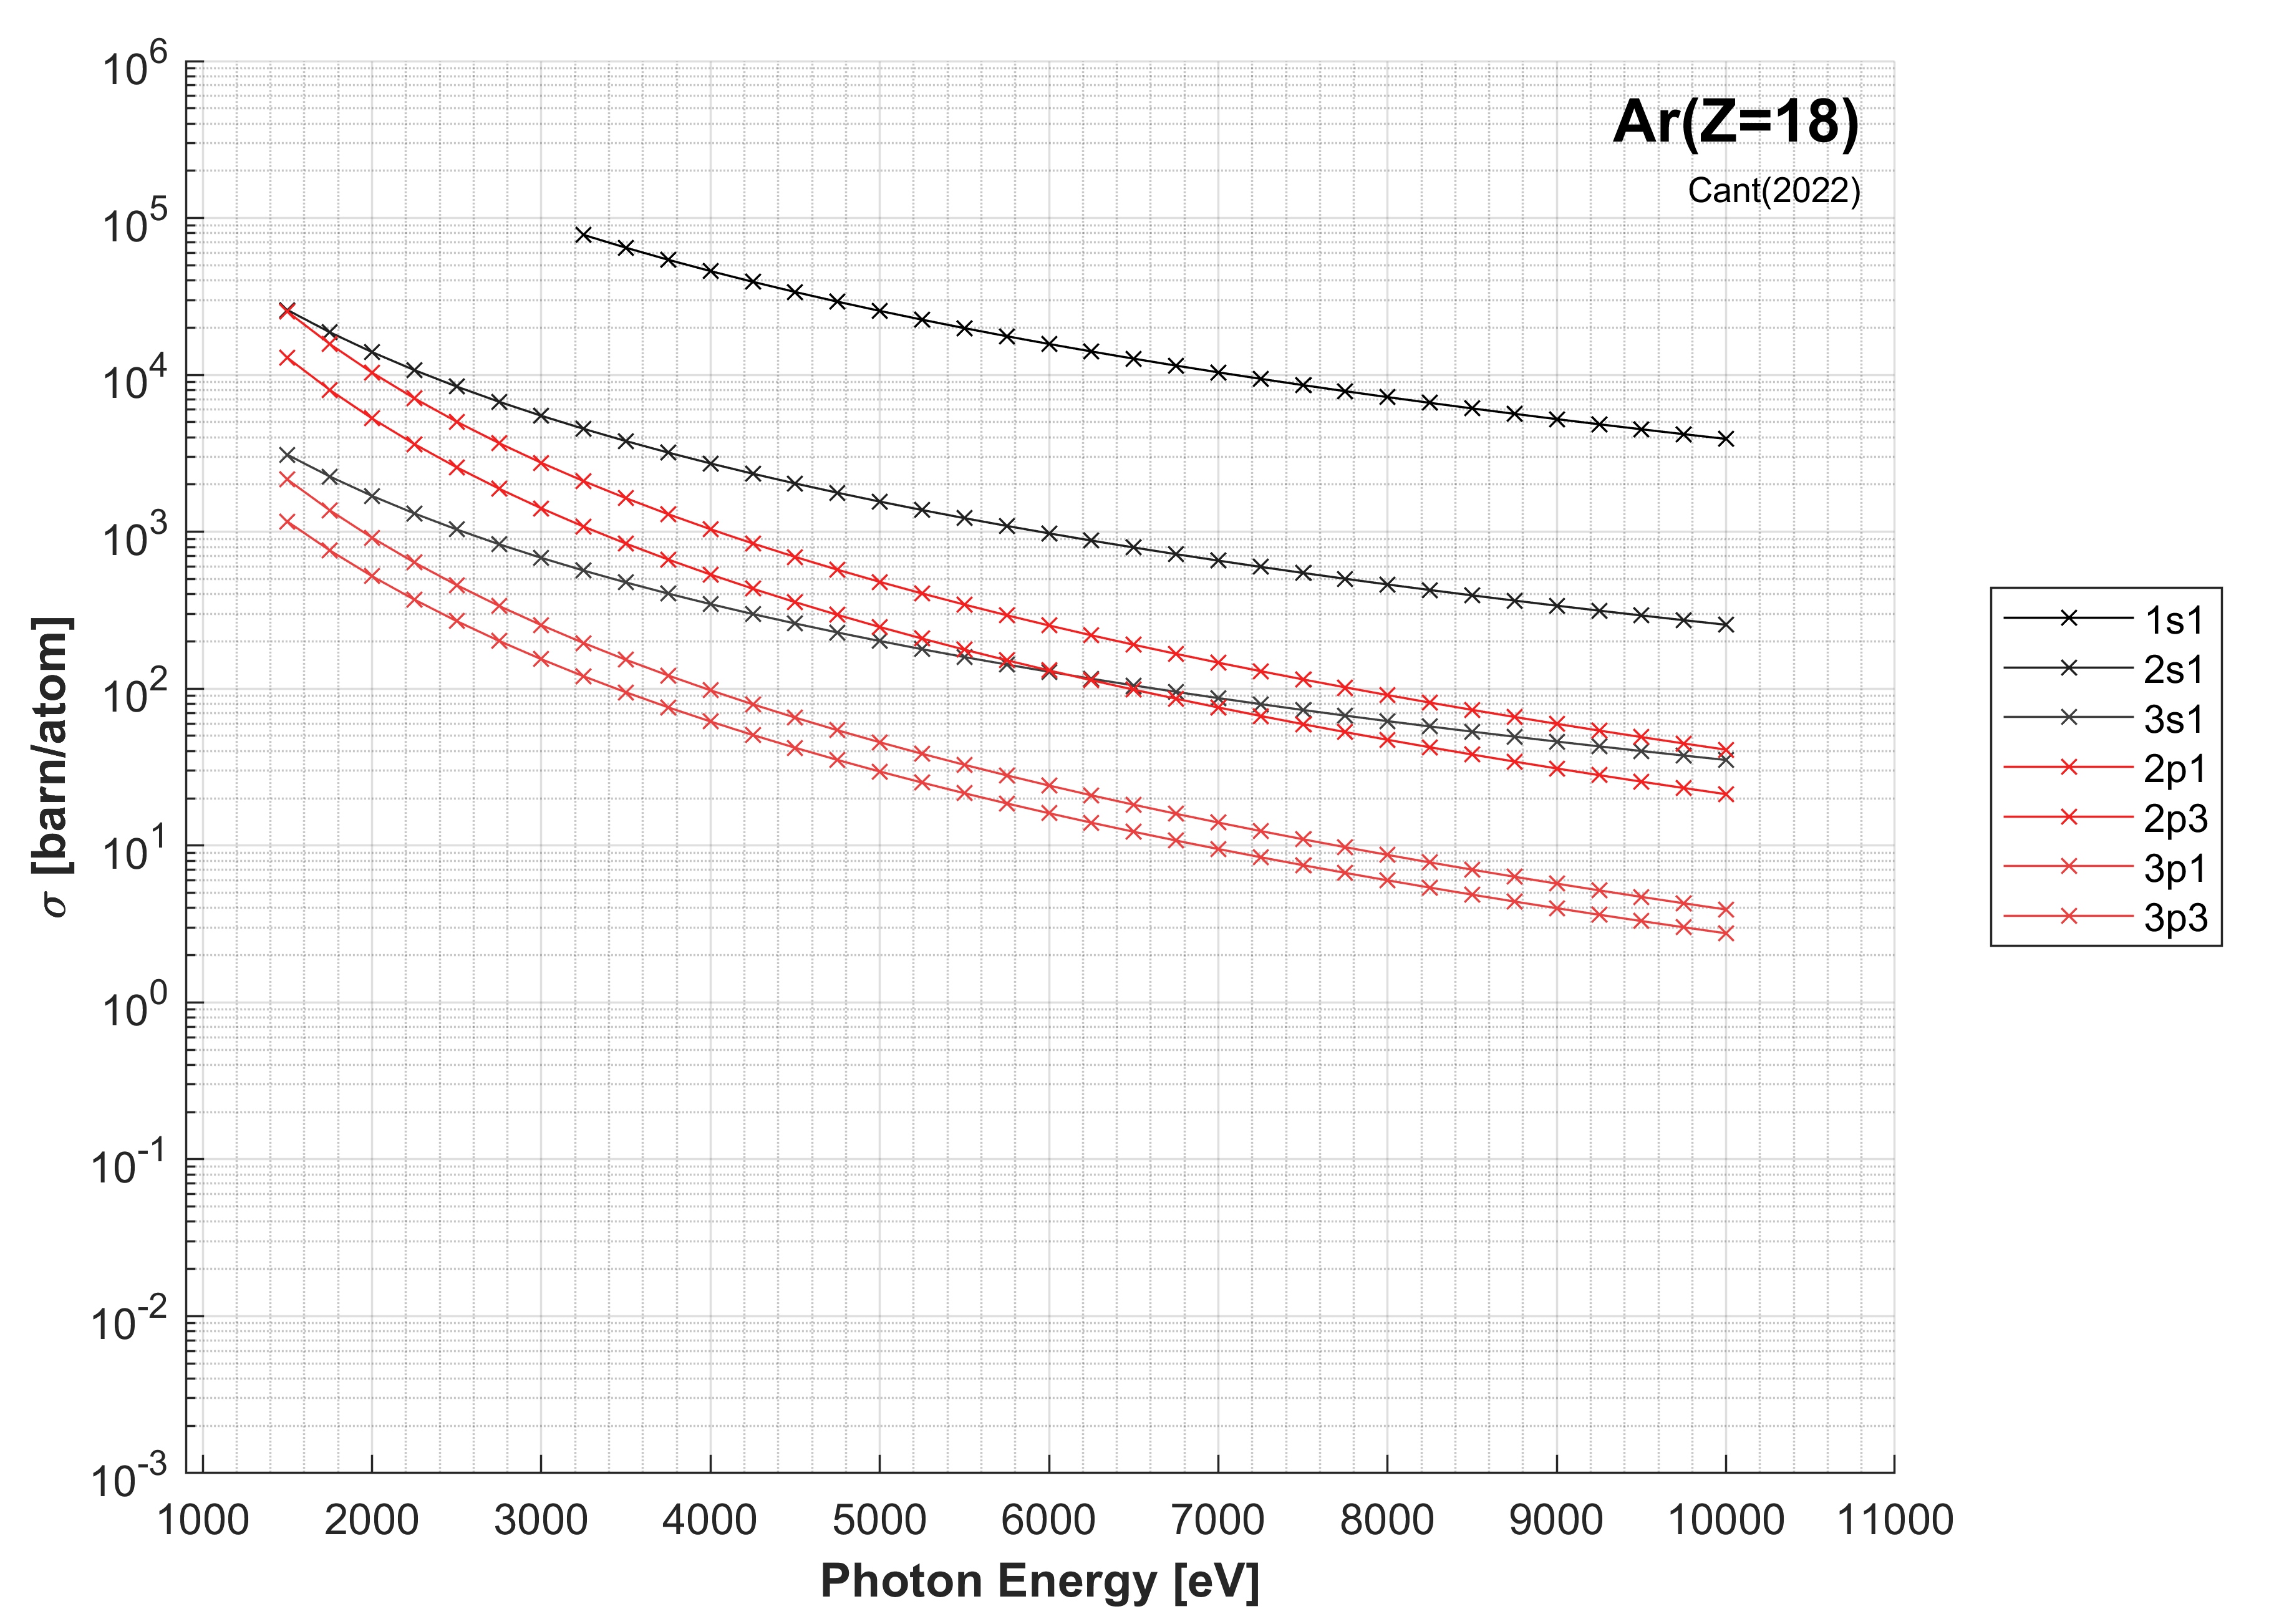 Ar(Z=18)
Cant(2022)
10^6
10^5
10^4
10^3
10^2
10^1
10^0
10^-1
10^-2
10^-3
σ [barn/atom]
1000 2000 3000 4000 5000 6000 7000 8000 9000 10000 11000
Photon Energy [eV]
1s1
2s1
3s1
2p1
2p3
3p1
3p3